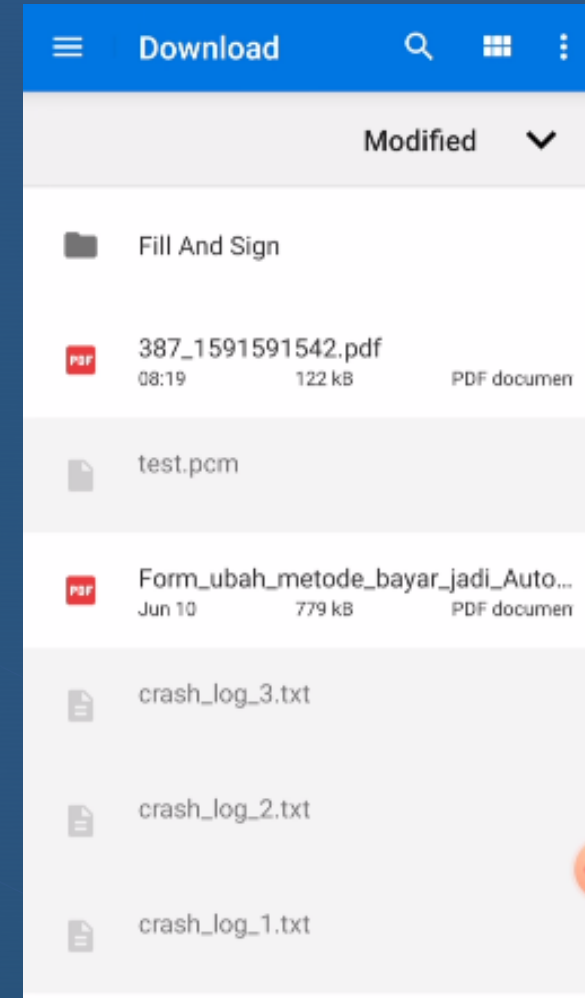 Download
Modified
Fill And Sign
PDF
387_1591591542.pdf
08:19 122 kB PDF documen
test.pcm
PDF
Form_ubah_metode_bayar_jadi_Auto...
Jun 10 779 kB PDF documen
crash_log_3.txt
crash_log_2.txt
crash_log_1.txt